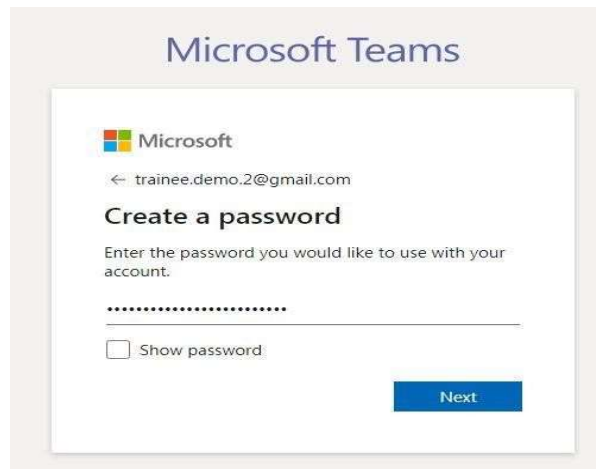 Microsoft Teams
Microsoft
← trainee.demo.2@gmail.com
Create a password
Enter the password you would like to use with your
account.
•••••••••••••••••••••••••
Show password
Next